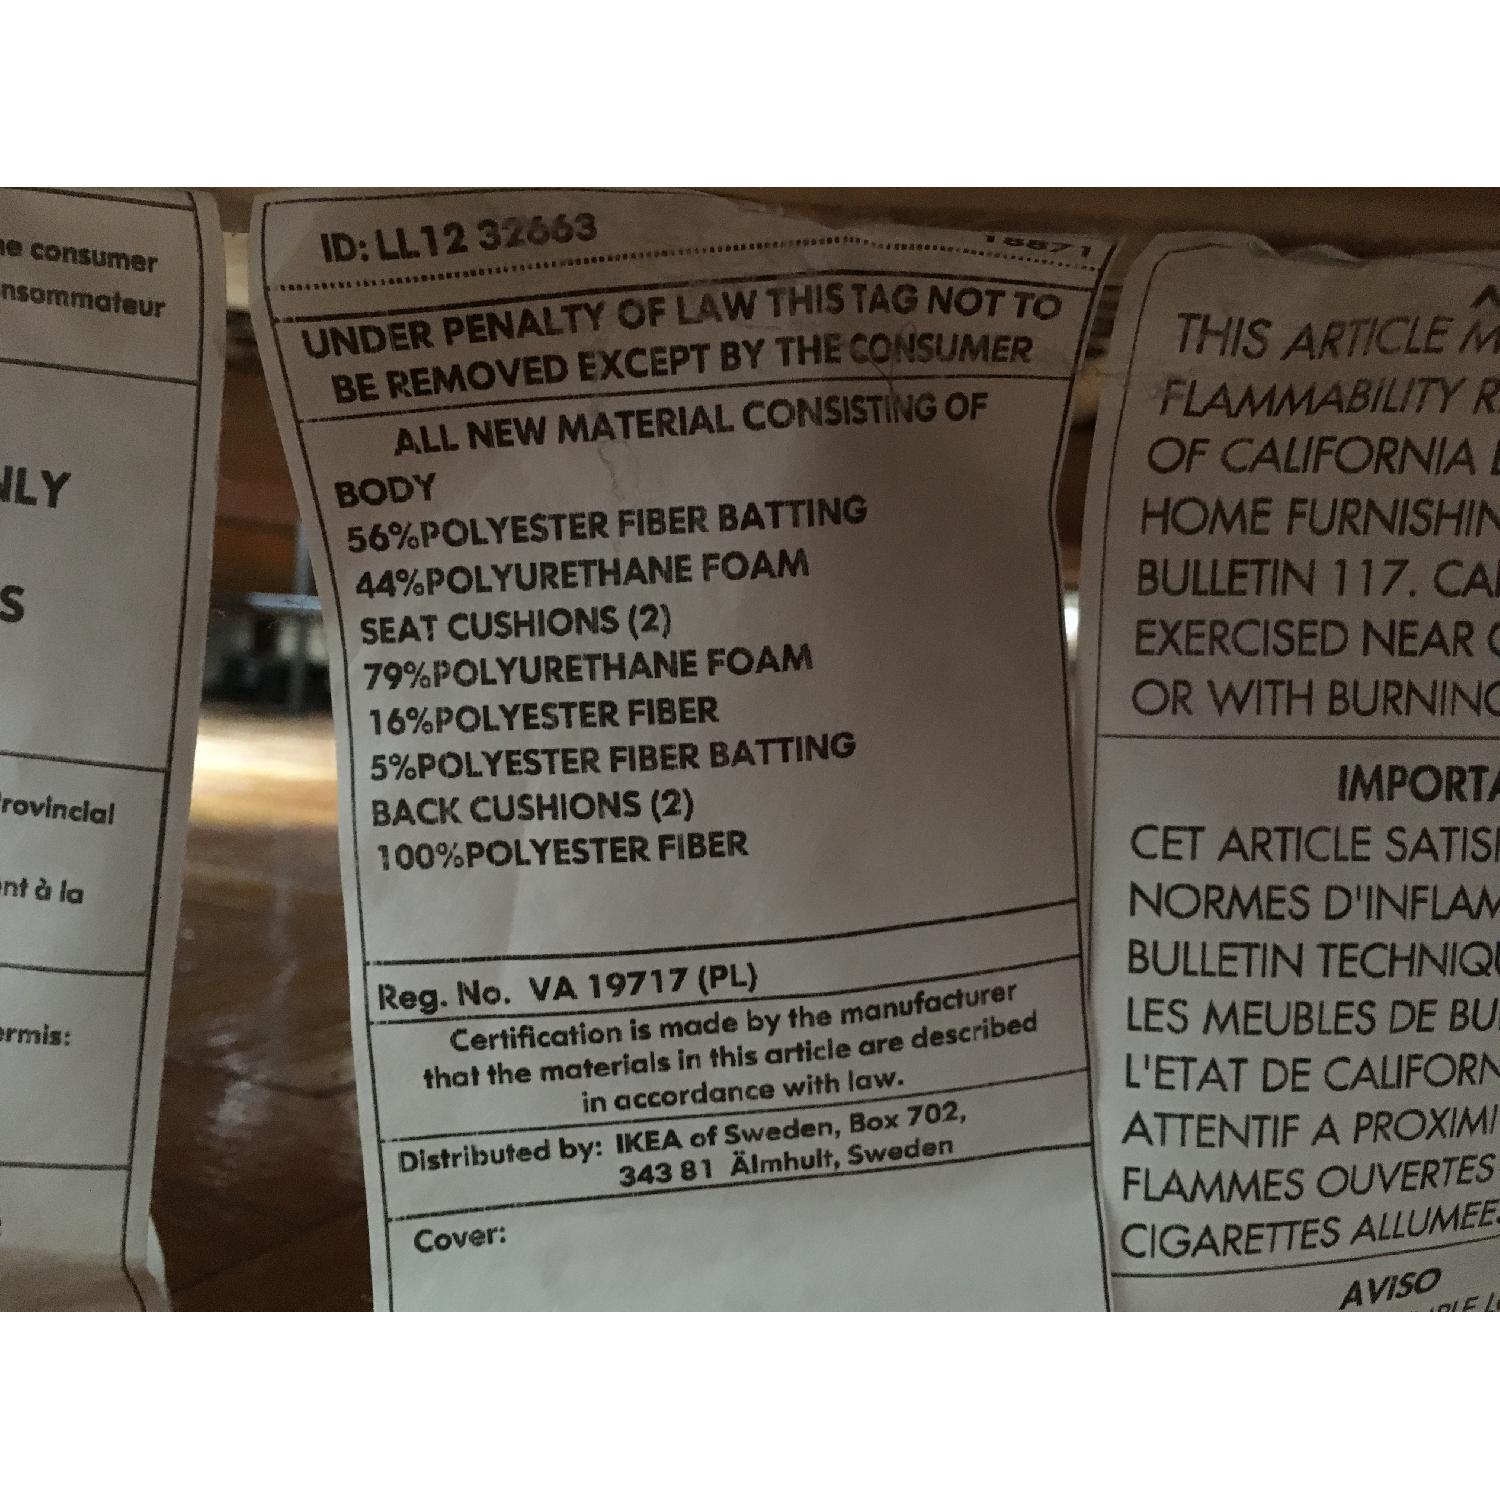 ne consumer
nsommateur
NLY
S
rovincial
nt à la
ermis:
ID: LL12 32663
18871
UNDER PENALTY OF LAW THIS TAG NOT TO
BE REMOVED EXCEPT BY THE CONSUMER
ALL NEW MATERIAL CONSISTING OF
BODY
56%POLYESTER FIBER BATTING
44%POLYURETHANE FOAM
SEAT CUSHIONS (2)
79%POLYURETHANE FOAM
16%POLYESTER FIBER
5%POLYESTER FIBER BATTING
BACK CUSHIONS (2)
100%POLYESTER FIBER
Reg. No. VA 19717 (PL)
Certification is made by the manufacturer
that the materials in this article are described
in accordance with law.
Distributed by: IKEA of Sweden, Box 702,
343 81 Älmhult, Sweden
Cover:
THIS ARTICLE M
FLAMMABILITY R
OF CALIFORNIA
HOME FURNISHIN
BULLETIN 117. CA
EXERCISED NEAR
OR WITH BURNING
IMPORTA
CET ARTICLE SATIS
NORMES D'INFLAM
BULLETIN TECHNIQU
LES MEUBLES DE BU
L'ETAT DE CALIFORN
ATTENTIF A PROXIMI
FLAMMES OUVERTES
CIGARETTES ALLUMEES
AVISO